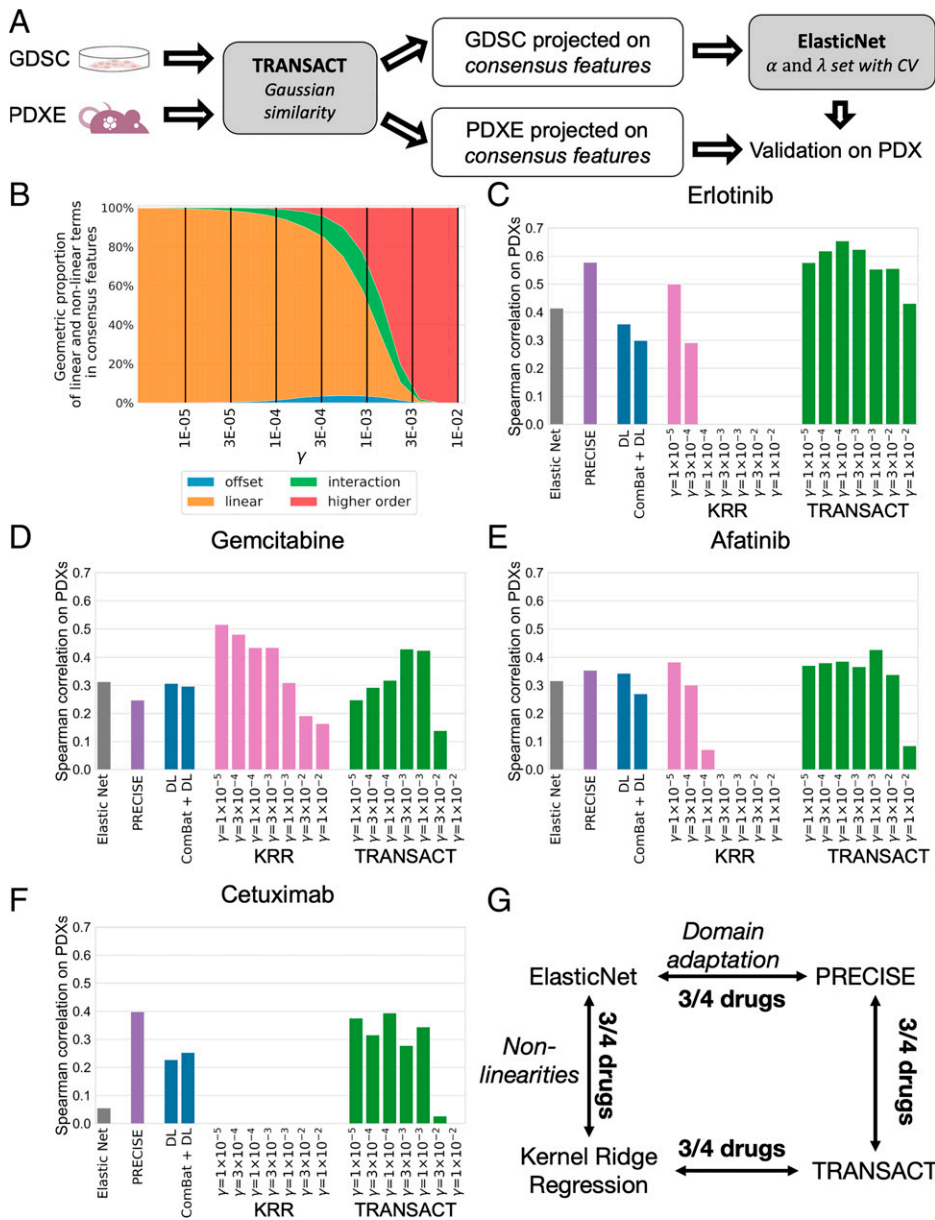 A
GDSC
PDXE
TRANSACT
Gaussian
similarity
GDSC projected on
consensus features
PDXE projected on
consensus features
ElasticNet
α and λ set with CV
Validation on PDX
B
Geometric proportion
of linear and non-linear terms
in consensus features
100%
80%
60%
40%
20%
0%
1E-05
3E-05
1E-04
3E-04
1E-03
3E-03
1E-02
γ
offset
linear
interaction
higher order
C
Erlotinib
Spearman correlation on PDXs
0.7
0.6
0.5
0.4
0.3
0.2
0.1
0.0
Elastic Net
PRECISE
DL
ComBat + DL
γ=1×10⁻⁵
γ=3×10⁻⁴
γ=1×10⁻⁴
γ=3×10⁻³
γ=1×10⁻³
γ=3×10⁻²
γ=1×10⁻²
KRR
γ=1×10⁻⁵
γ=3×10⁻⁴
γ=1×10⁻⁴
γ=3×10⁻³
γ=1×10⁻³
γ=3×10⁻²
γ=1×10⁻²
TRANSACT
D
Gemcitabine
Spearman correlation on PDXs
0.7
0.6
0.5
0.4
0.3
0.2
0.1
0.0
Elastic Net
PRECISE
DL
ComBat + DL
γ=1×10⁻⁵
γ=3×10⁻⁴
γ=1×10⁻⁴
γ=3×10⁻³
γ=1×10⁻³
γ=3×10⁻²
γ=1×10⁻²
KRR
γ=1×10⁻⁵
γ=3×10⁻⁴
γ=1×10⁻⁴
γ=3×10⁻³
γ=1×10⁻³
γ=3×10⁻²
γ=1×10⁻²
TRANSACT
E
Afatinib
Spearman correlation on PDXs
0.7
0.6
0.5
0.4
0.3
0.2
0.1
0.0
Elastic Net
PRECISE
DL
ComBat + DL
γ=1×10⁻⁵
γ=3×10⁻⁴
γ=1×10⁻⁴
γ=3×10⁻³
γ=1×10⁻³
γ=3×10⁻²
γ=1×10⁻²
KRR
γ=1×10⁻⁵
γ=3×10⁻⁴
γ=1×10⁻⁴
γ=3×10⁻³
γ=1×10⁻³
γ=3×10⁻²
γ=1×10⁻²
TRANSACT
F
Cetuximab
Spearman correlation on PDXs
0.7
0.6
0.5
0.4
0.3
0.2
0.1
0.0
Elastic Net
PRECISE
DL
ComBat + DL
γ=1×10⁻⁵
γ=3×10⁻⁴
γ=1×10⁻⁴
γ=3×10⁻³
γ=1×10⁻³
γ=3×10⁻²
γ=1×10⁻²
KRR
γ=1×10⁻⁵
γ=3×10⁻⁴
γ=1×10⁻⁴
γ=3×10⁻³
γ=1×10⁻³
γ=3×10⁻²
γ=1×10⁻²
TRANSACT
G
Domain
adaptation
ElasticNet
PRECISE
3/4 drugs
Non-
linearities
3/4 drugs
3/4 drugs
3/4 drugs
Kernel Ridge
Regression
TRANSACT